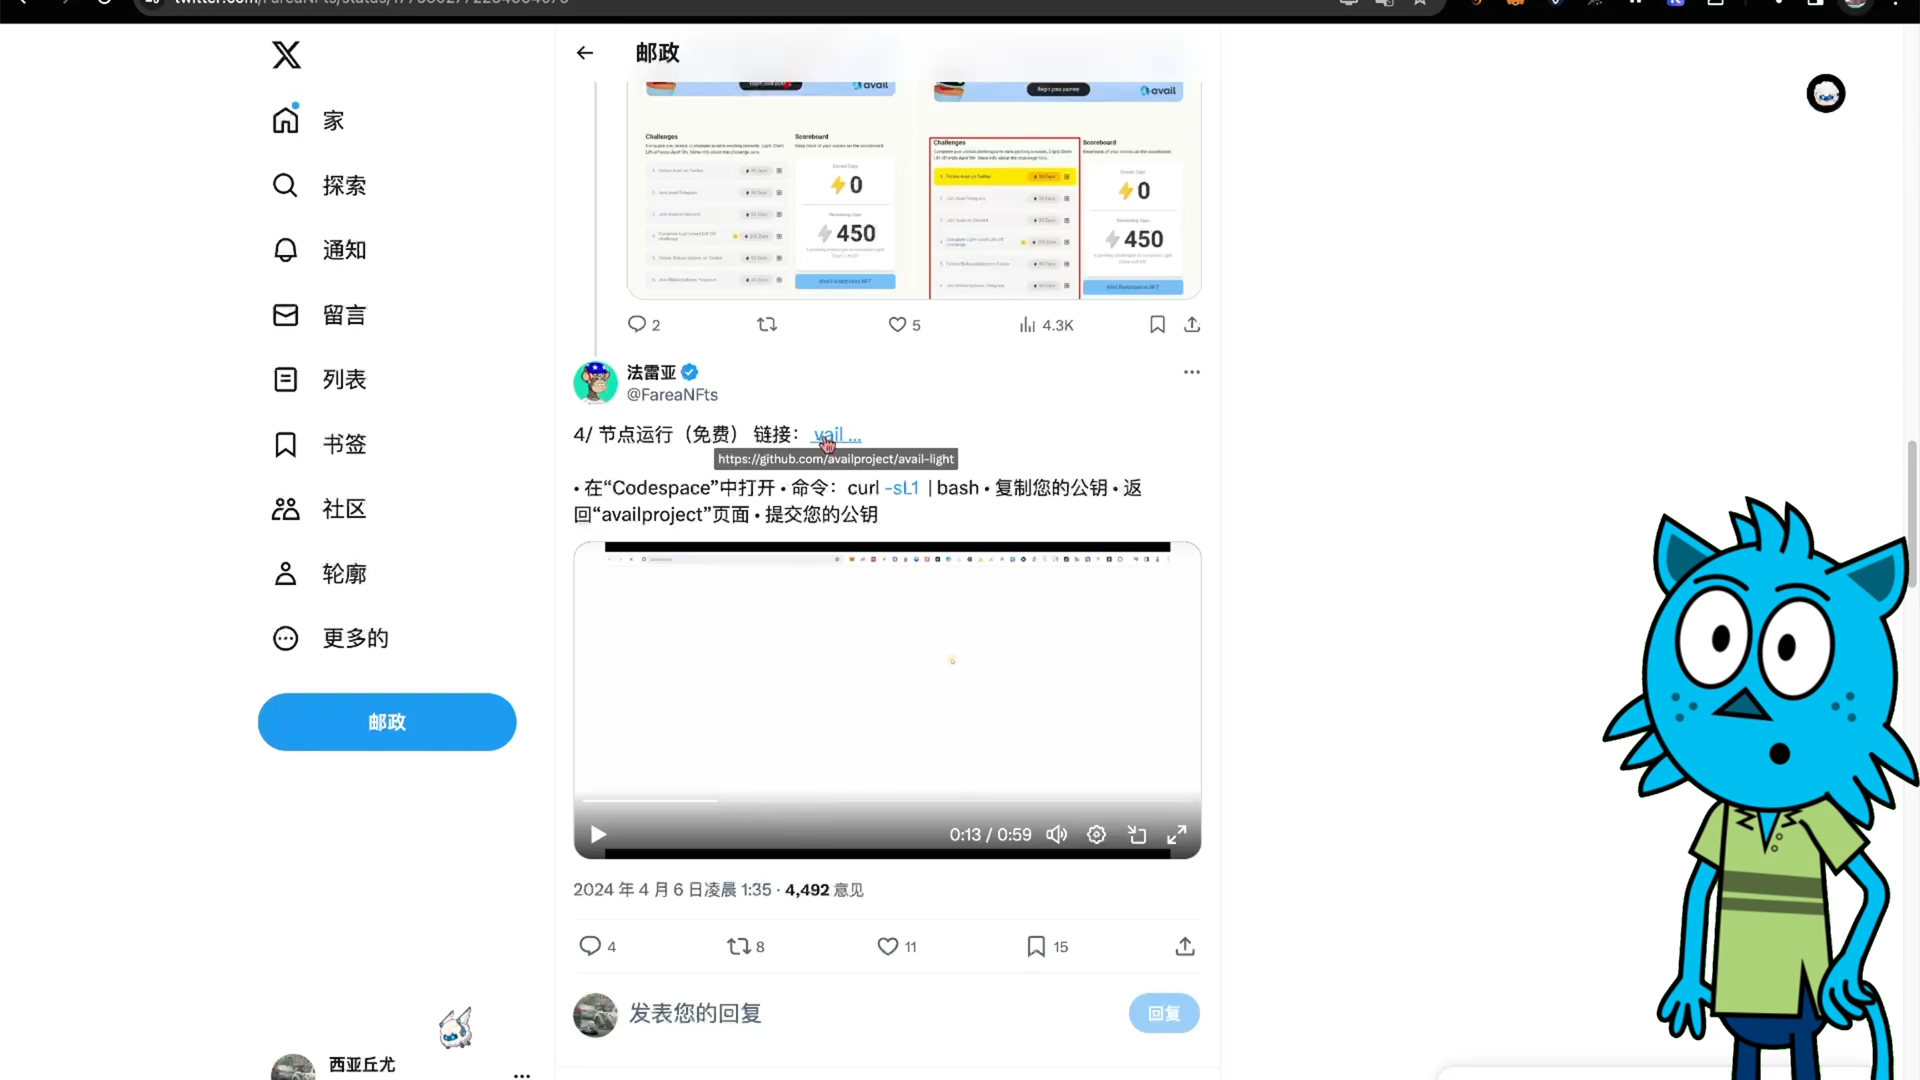 邮政
家
探索
通知
留言
列表
书签
社区
轮廓
更多的
邮政
西亚丘尤
avail
Begin your journey
avail
Challenges
Scoreboard
Challenges
Scoreboard
0
450
0
450
2
5
4.3K
法雷亚
@FareaNFts
4/ 节点运行（免费） 链接： vail ...
https://github.com/availproject/avail-light
• 在“Codespace”中打开 • 命令：curl -sL1 | bash • 复制您的公钥 • 返
回“availproject”页面 • 提交您的公钥
0:13 / 0:59
2024 年 4 月 6 日凌晨 1:35 · 4,492 意见
4
8
11
15
发表您的回复
回复